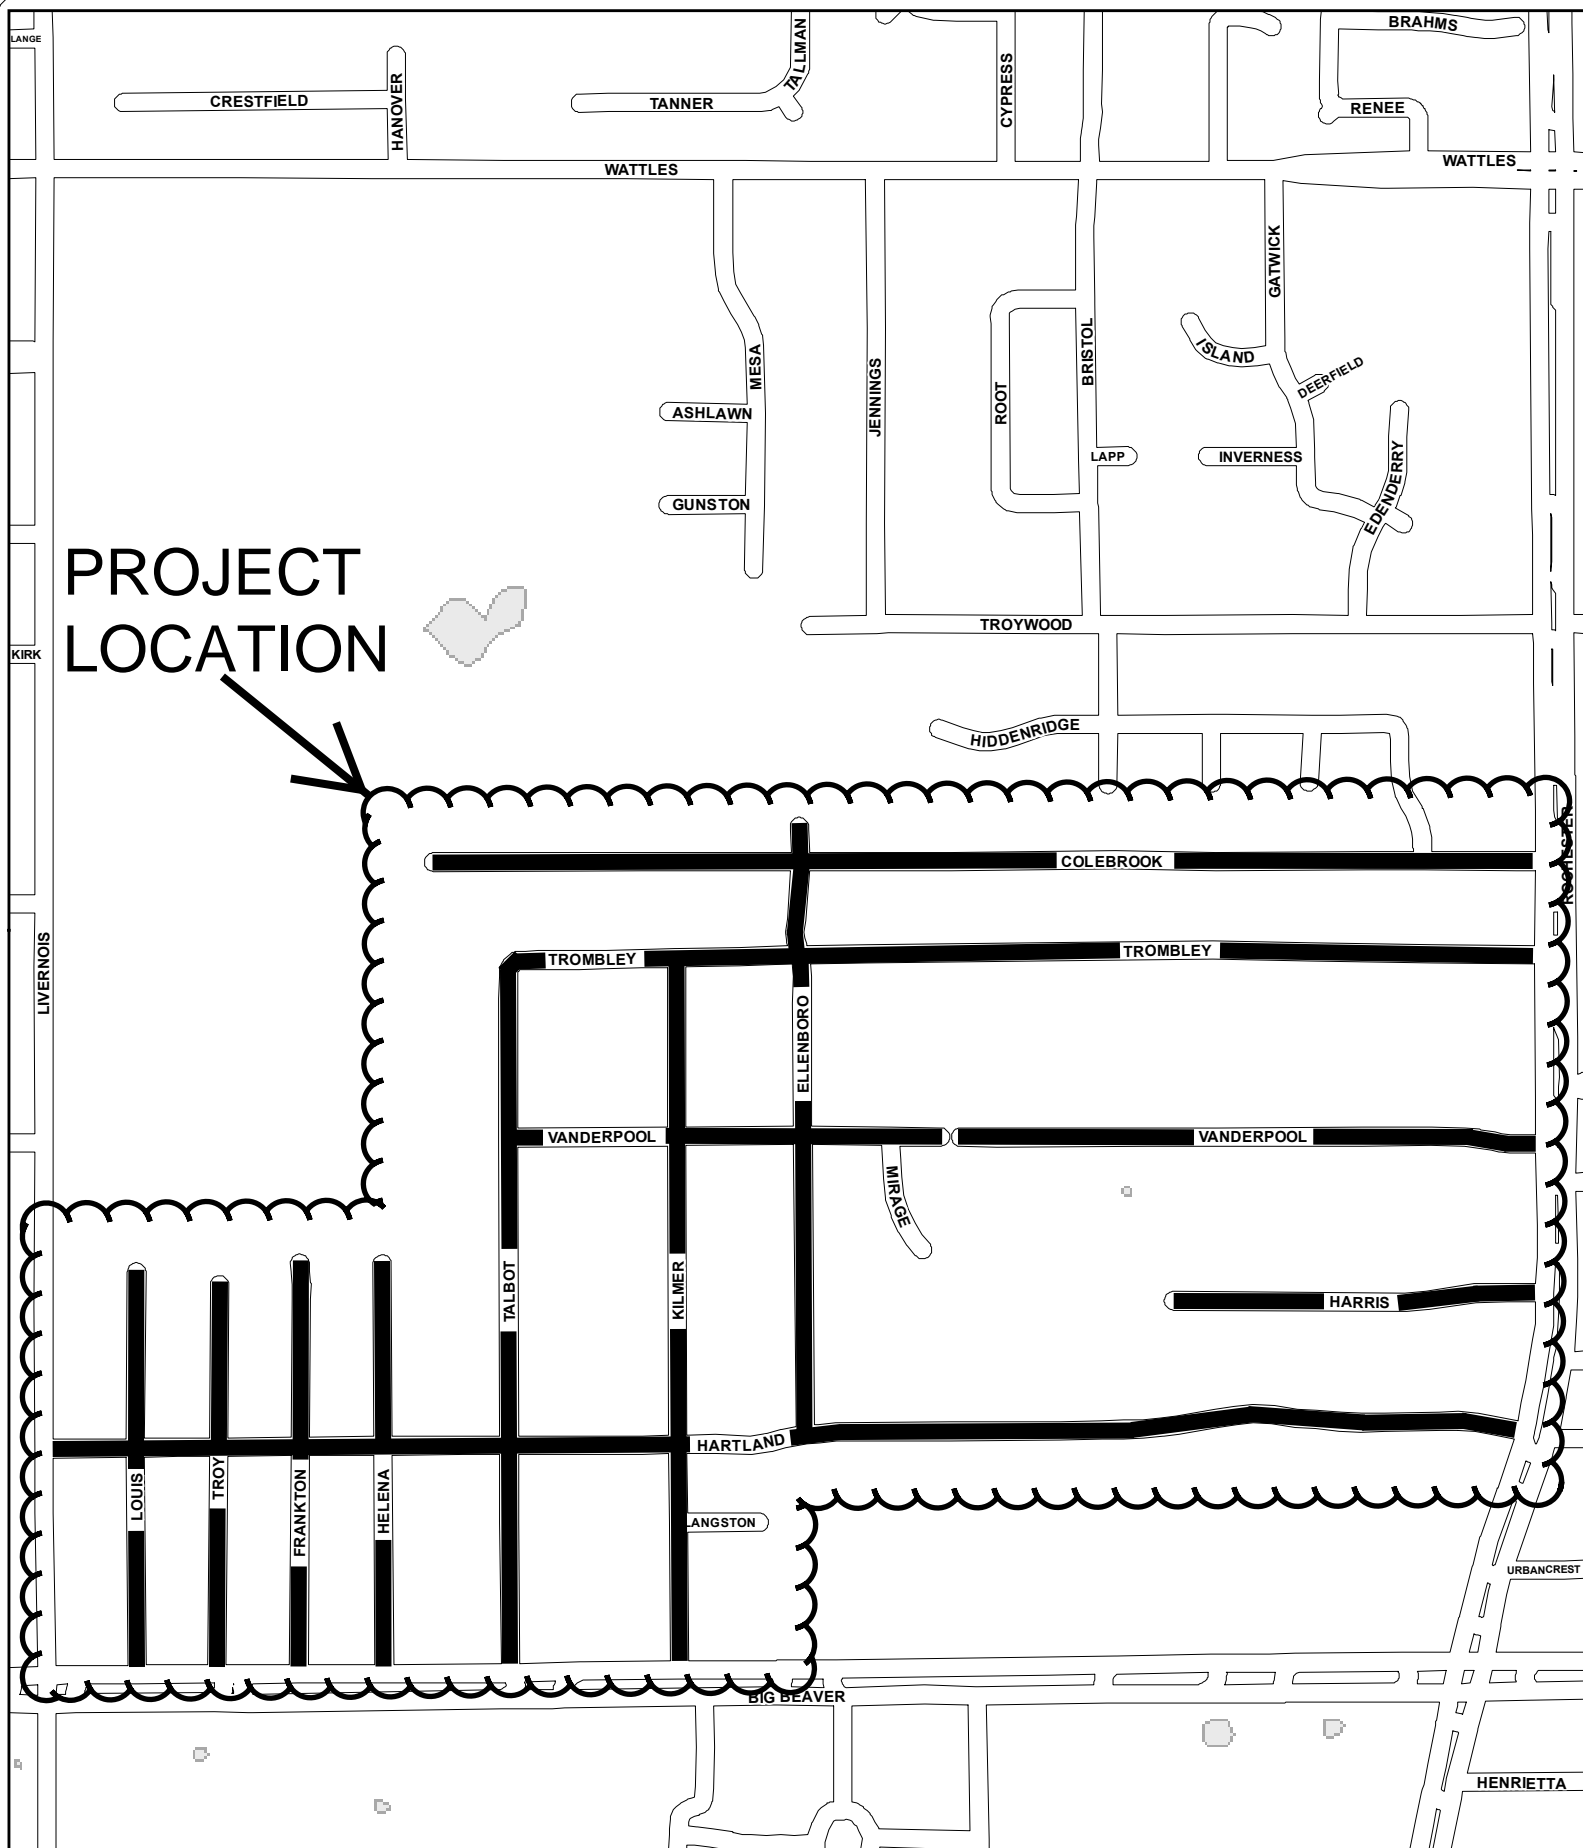 LANGE
BRAHMS
TALLMAN
CYPRESS
HANOVER
CRESTFIELD
TANNER
RENEE
WATTLES
WATTLES
GATWICK
MESA
JENNINGS
ROOT
BRISTOL
ISLAND
DEERFIELD
ASHLAWN
LAPP
INVERNESS
EDENDERRY
GUNSTON
PROJECT
LOCATION
KIRK
TROYWOOD
HIDDENRIDGE
ROCHESTER
COLEBROOK
LIVERNOIS
TROMBLEY
TROMBLEY
ELLENBORO
VANDERPOOL
VANDERPOOL
MIRAGE
TALBOT
KILMER
HARRIS
HARTLAND
LOUIS
TROY
FRANKTON
HELENA
LANGSTON
URBANCREST
BIG BEAVER
HENRIETTA